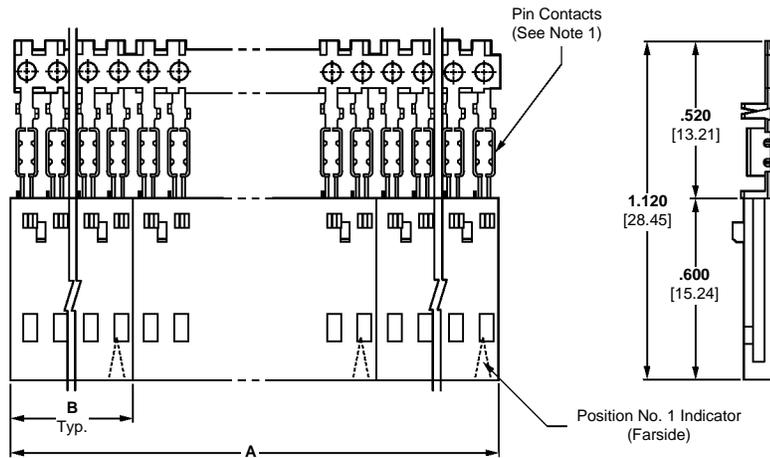 Pin Contacts
(See Note 1)
.520
[13.21]
1.120
[28.45]
.600
[15.24]
B
Typ.
Position No. 1 Indicator
(Farside)
A